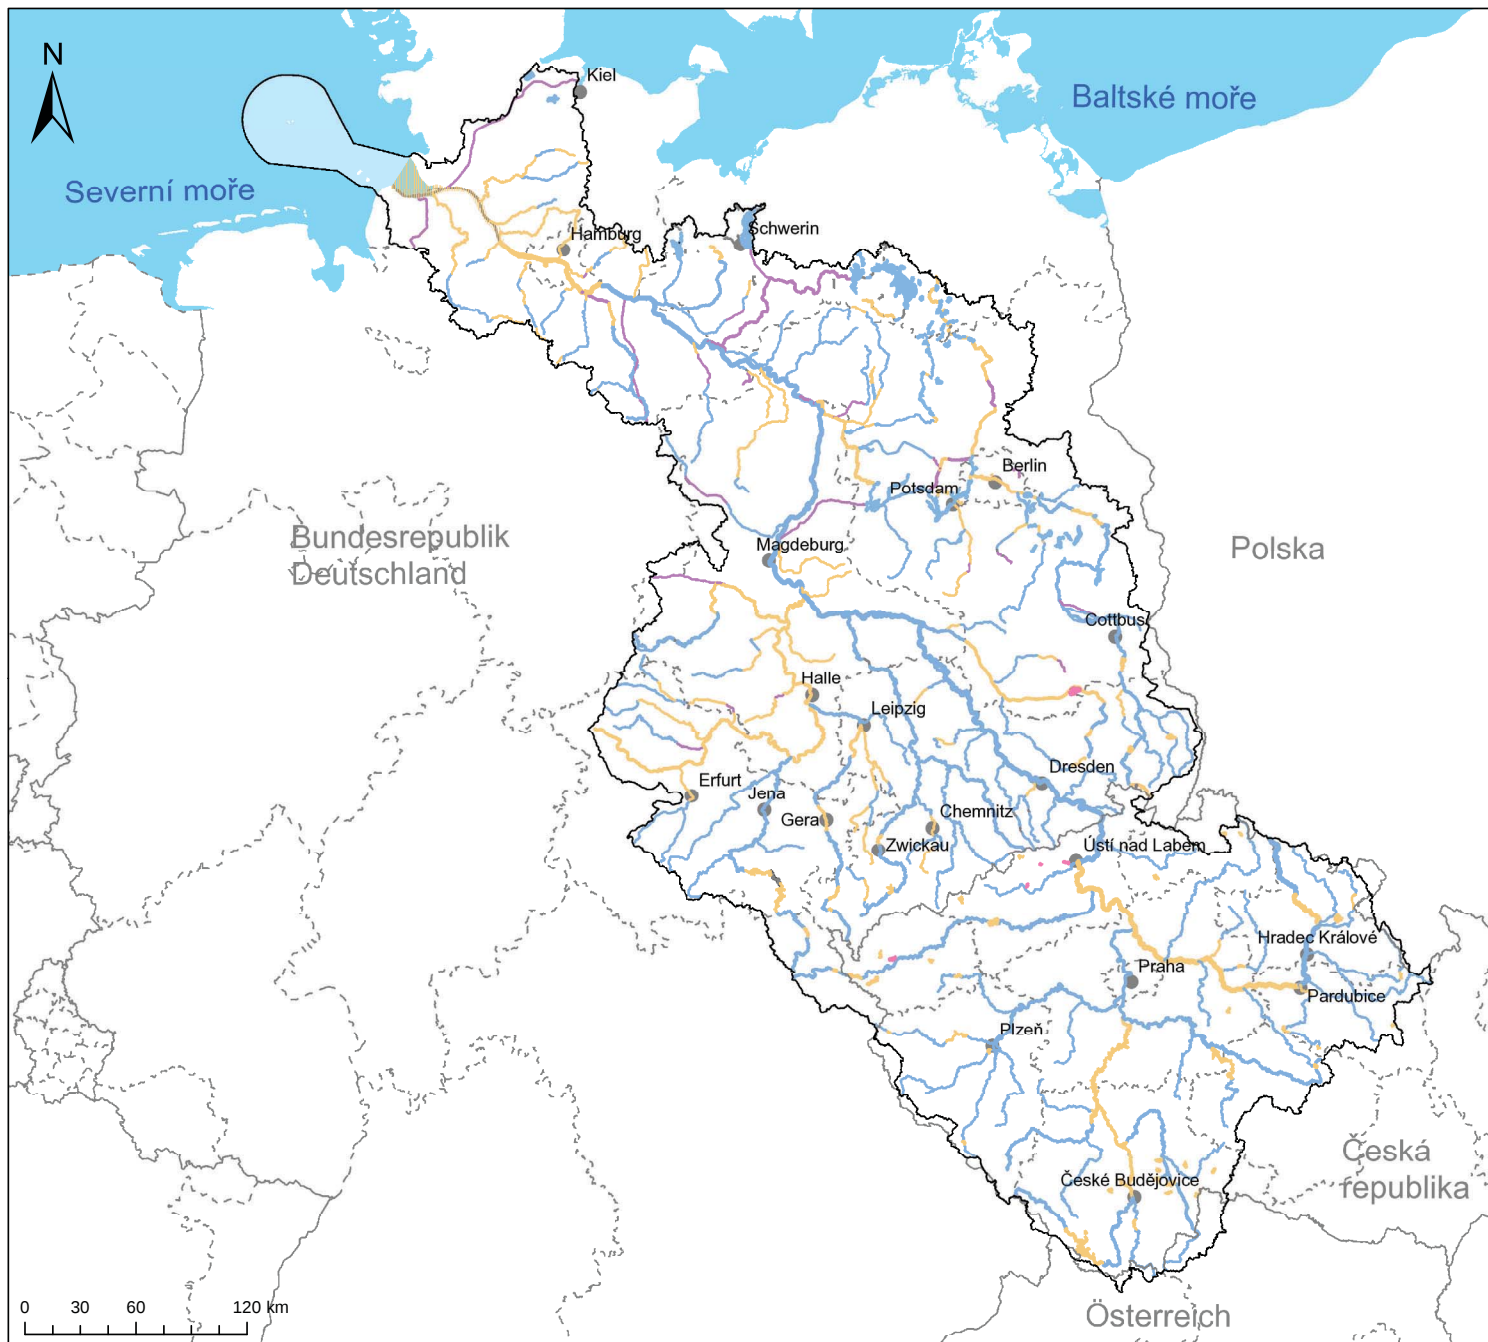 N
Kiel
Baltské moře
Severní moře
Hamburg
Schwerin
Berlin
Potsdam
Bundesrepublik
Deutschland
Magdeburg
Polska
Cottbus
Halle
Leipzig
Dresden
Erfurt
Jena
Gera
Chemnitz
Zwickau
Ústí nad Labem
Hradec Králové
Praha
Pardubice
Plzeň
Česká
republika
České Budějovice
Österreich
0 30 60 120 km